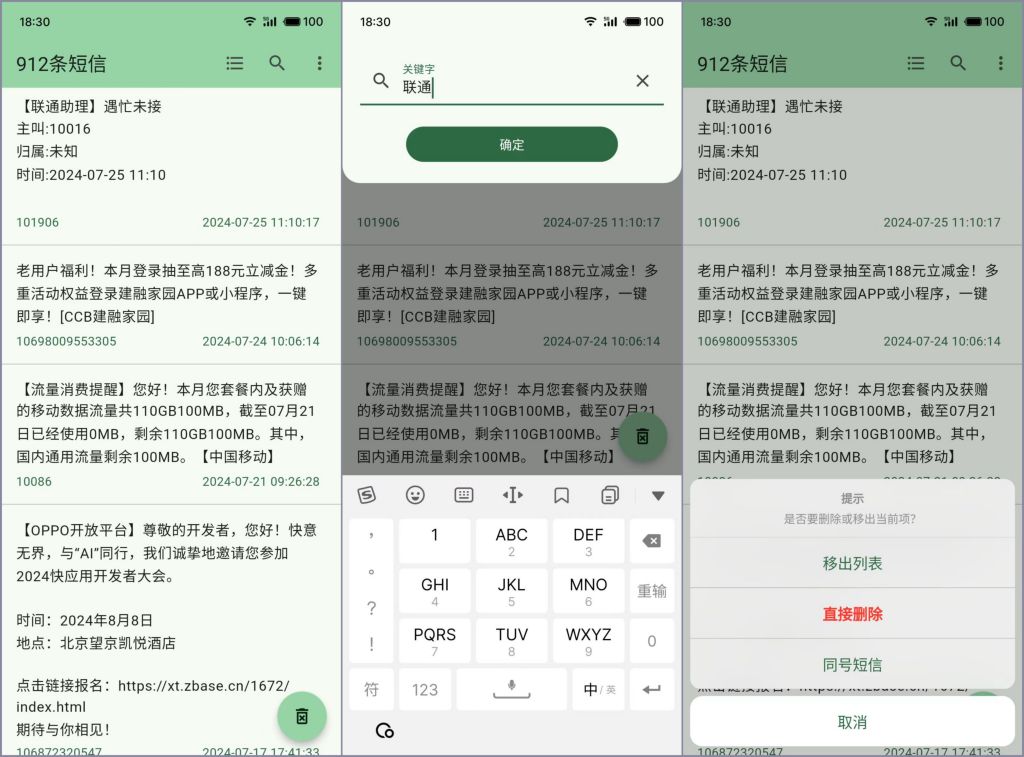 18:30
100
912条短信
【联通助理】遇忙未接
主叫:10016
归属:未知
时间:2024-07-25 11:10
101906
2024-07-25 11:10:17
老用户福利！本月登录抽至高188元立减金！多
重活动权益登录建融家园APP或小程序，一键
即享！[CCB建融家园]
10698009553305
2024-07-24 10:06:14
【流量消费提醒】您好！本月您套餐内及获赠
的移动数据流量共110GB100MB，截至07月21
日已经使用0MB，剩余110GB100MB。其中，
国内通用流量剩余100MB。【中国移动】
10086
2024-07-21 09:26:28
【OPPO开放平台】尊敬的开发者，您好！快意
无界，与“AI”同行，我们诚挚地邀请您参加
2024快应用开发者大会。
时间：2024年8月8日
地点：北京望京凯悦酒店
点击链接报名：https://xt.zbase.cn/1672/
index.html
期待与你相见！
106872320547
2024-07-17 17:41:33
18:30
100
关键字
联通
确定
101906
2024-07-25 11:10:17
老用户福利！本月登录抽至高188元立减金！多
重活动权益登录建融家园APP或小程序，一键
即享！[CCB建融家园]
10698009553305
2024-07-24 10:06:14
【流量消费提醒】您好！本月您套餐内及获赠
的移动数据流量共110GB100MB，截至07月21
日已经使用0MB，剩余110GB100MB。其
国内通用流量剩余100MB。【中国移动】
，
1
ABC
2
DEF
3
。
?
GHI
4
JKL
5
MNO
6
重输
!
PQRS
7
TUV
8
WXYZ
9
0
符
123
中/英
18:30
100
912条短信
【联通助理】遇忙未接
主叫:10016
归属:未知
时间:2024-07-25 11:10
101906
2024-07-25 11:10:17
老用户福利！本月登录抽至高188元立减金！多
重活动权益登录建融家园APP或小程序，一键
即享！[CCB建融家园]
10698009553305
2024-07-24 10:06:14
【流量消费提醒】您好！本月您套餐内及获赠
的移动数据流量共110GB100MB，截至07月21
日已经使用0MB，剩余110GB100MB。其中，
国内通用流量剩余100MB。【中国移动】
提示
是否要删除或移出当前项?
移出列表
直接删除
同号短信
取消
106872320547
2024-07-17 17:41:33